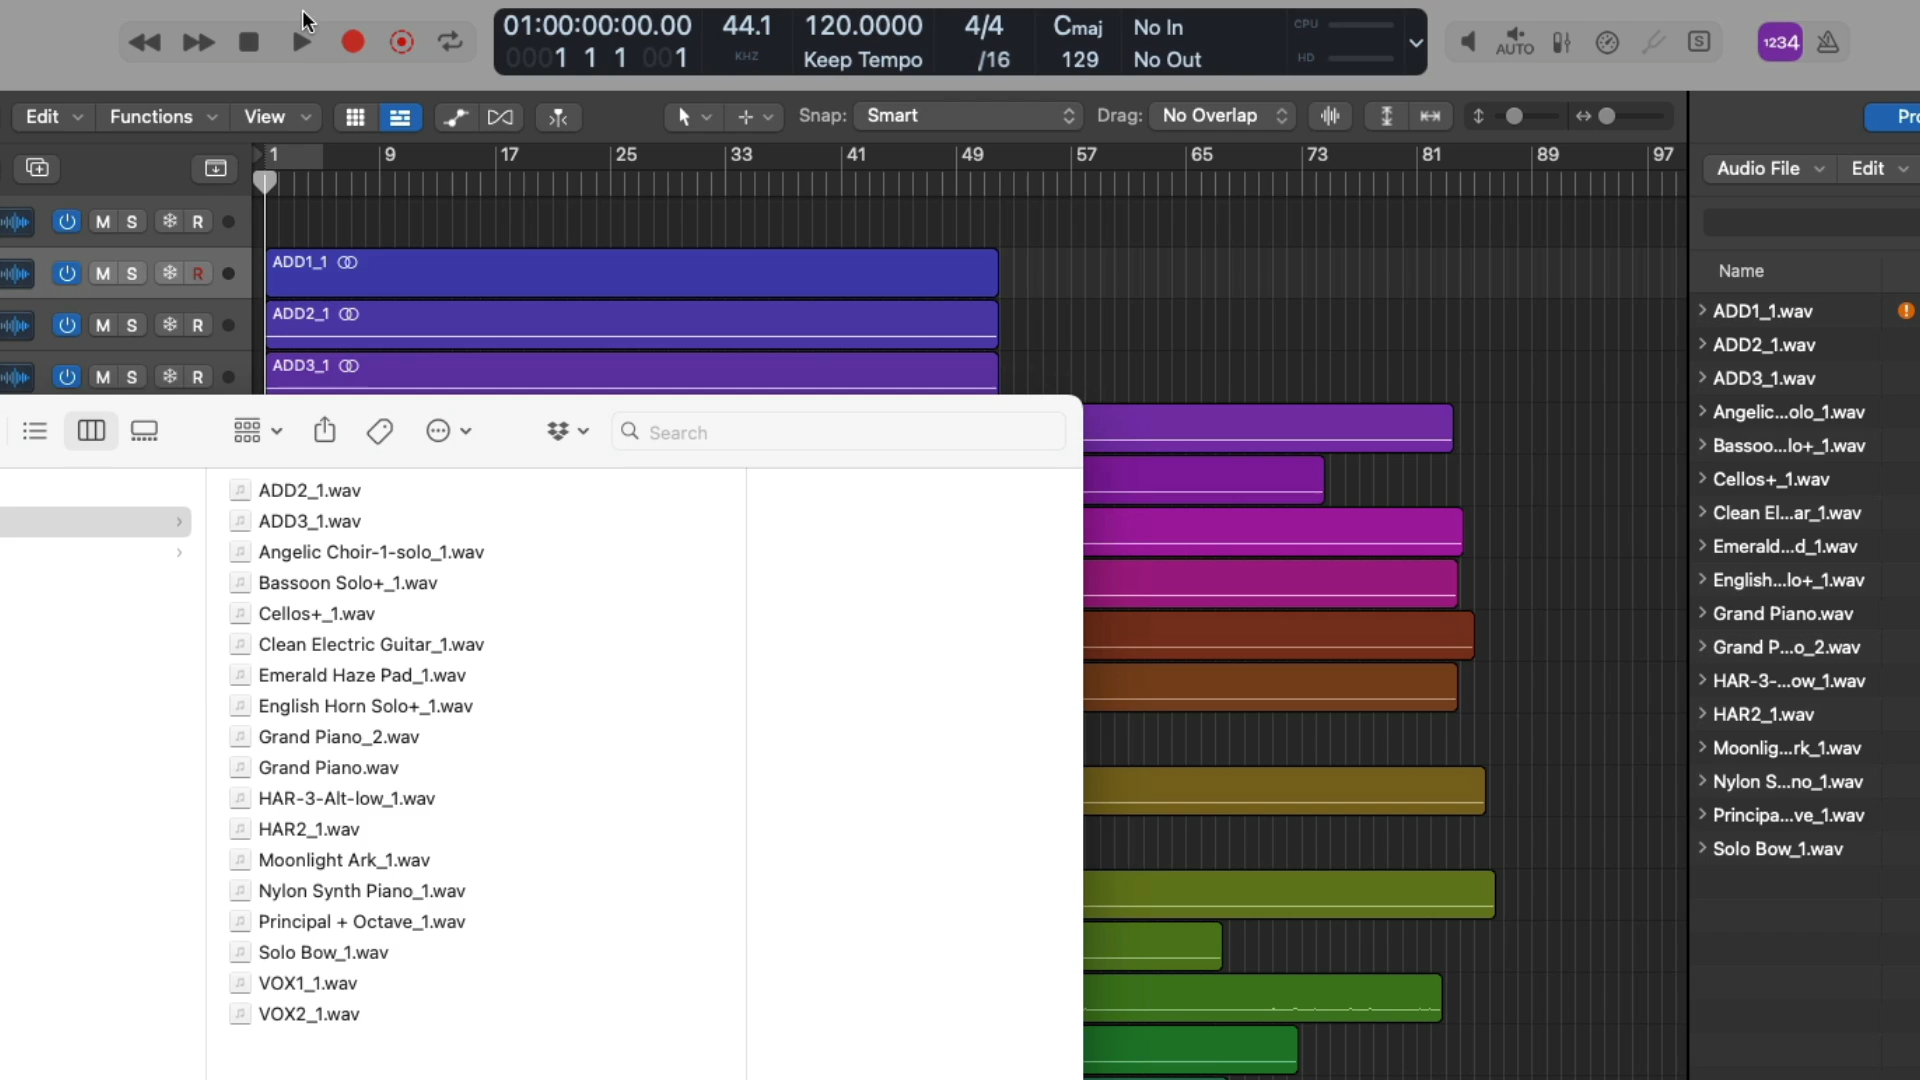 01:00:00:00.00
0001 1 1 001
44.1
KHZ
120.0000
Keep Tempo
4/4
/16
Cmaj
129
No In
No Out
CPU
HD
AUTO
S
1234
Edit
Functions
View
Snap:
Smart
Drag:
No Overlap
1
9
17
25
33
41
49
57
65
73
81
89
97
Audio File
Edit
M S R
M S R
M S R
M S R
ADD1_1
ADD2_1
ADD3_1
Search
ADD2_1.wav
ADD3_1.wav
Angelic Choir-1-solo_1.wav
Bassoon Solo+_1.wav
Cellos+_1.wav
Clean Electric Guitar_1.wav
Emerald Haze Pad_1.wav
English Horn Solo+_1.wav
Grand Piano_2.wav
Grand Piano.wav
HAR-3-Alt-low_1.wav
HAR2_1.wav
Moonlight Ark_1.wav
Nylon Synth Piano_1.wav
Principal + Octave_1.wav
Solo Bow_1.wav
VOX1_1.wav
VOX2_1.wav
Name
ADD1_1.wav
ADD2_1.wav
ADD3_1.wav
Angelic...olo_1.wav
Bassoo...lo+_1.wav
Cellos+_1.wav
Clean El...ar_1.wav
Emerald...d_1.wav
English...lo+_1.wav
Grand Piano.wav
Grand P...o_2.wav
HAR-3-...ow_1.wav
HAR2_1.wav
Moonlig...rk_1.wav
Nylon S...no_1.wav
Principa...ve_1.wav
Solo Bow_1.wav